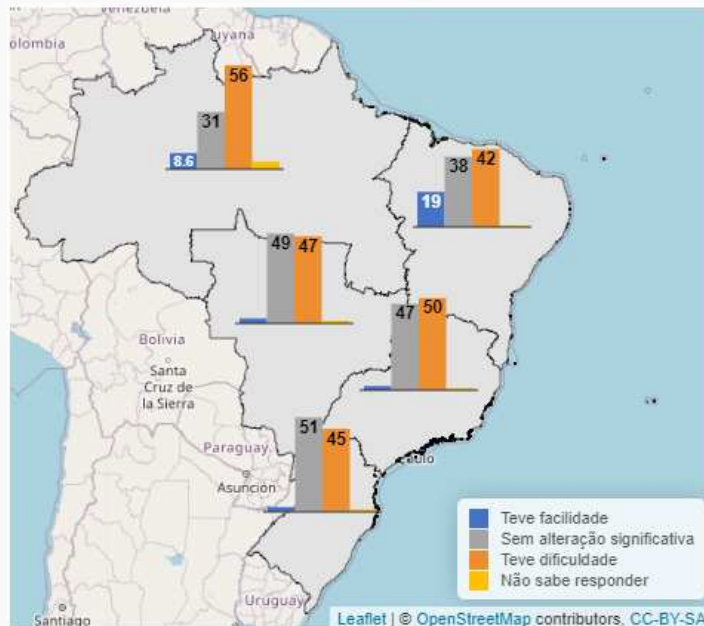 Venezuela
Colombia
Guyana
56
31
8.6
42
38
19
49
47
50
47
Bolivia
Santa
Cruz de
la Sierra
51
45
Paraguay
Asuncion
Paulo
Teve facilidade
Sem alteração significativa
Teve dificuldade
Não sabe responder
Uruguay
Santiago
Leaflet | © OpenStreetMap contributors, CC-BY-SA